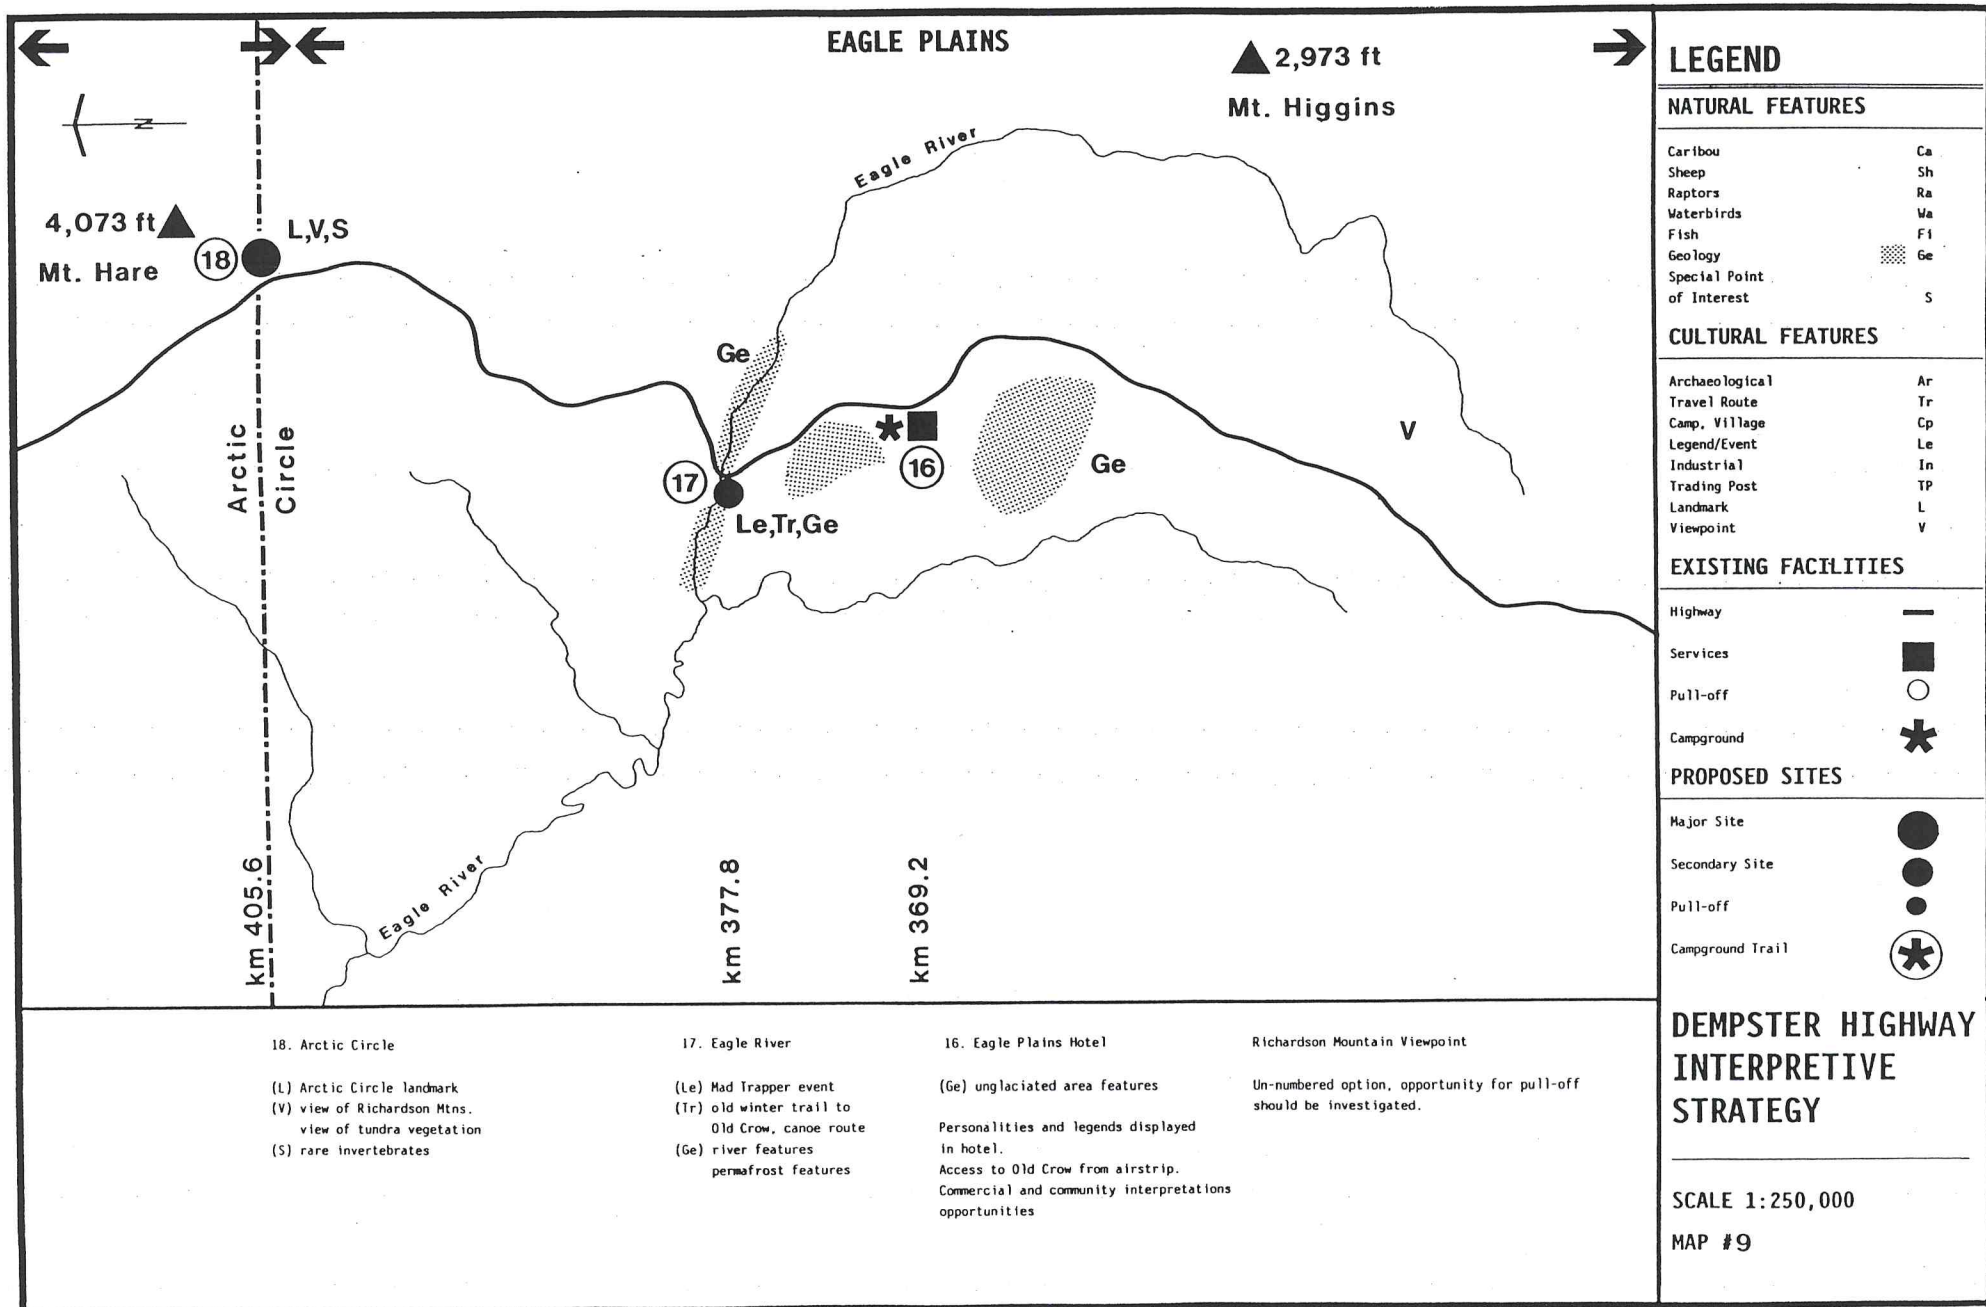 EAGLE PLAINS
2,973 ft
Mt. Higgins
N
4,073 ft
Mt. Hare
18
L,V,S
Eagle River
Ge
Arctic
Circle
17
Le,Tr,Ge
16
Ge
V
Eagle River
km 405.6
km 377.8
km 369.2
18. Arctic Circle
(L) Arctic Circle landmark
(V) view of Richardson Mtns.
view of tundra vegetation
(S) rare invertebrates
17. Eagle River
(Le) Mad Trapper event
(Tr) old winter trail to
Old Crow, canoe route
(Ge) river features
permafrost features
16. Eagle Plains Hotel
(Ge) unglaciated area features
Personalities and legends displayed
in hotel.
Access to Old Crow from airstrip.
Commercial and community interpretations
opportunities
Richardson Mountain Viewpoint
Un-numbered option, opportunity for pull-off
should be investigated.
LEGEND
NATURAL FEATURES
Caribou Ca
Sheep Sh
Raptors Ra
Waterbirds Wa
Fish Fi
Geology Ge
Special Point
of Interest S
CULTURAL FEATURES
Archaeological Ar
Travel Route Tr
Camp, Village Cp
Legend/Event Le
Industrial In
Trading Post TP
Landmark L
Viewpoint V
EXISTING FACILITIES
Highway
Services
Pull-off
Campground
PROPOSED SITES
Major Site
Secondary Site
Pull-off
Campground Trail
DEMPSTER HIGHWAY
INTERPRETIVE
STRATEGY
SCALE 1:250,000
MAP #9